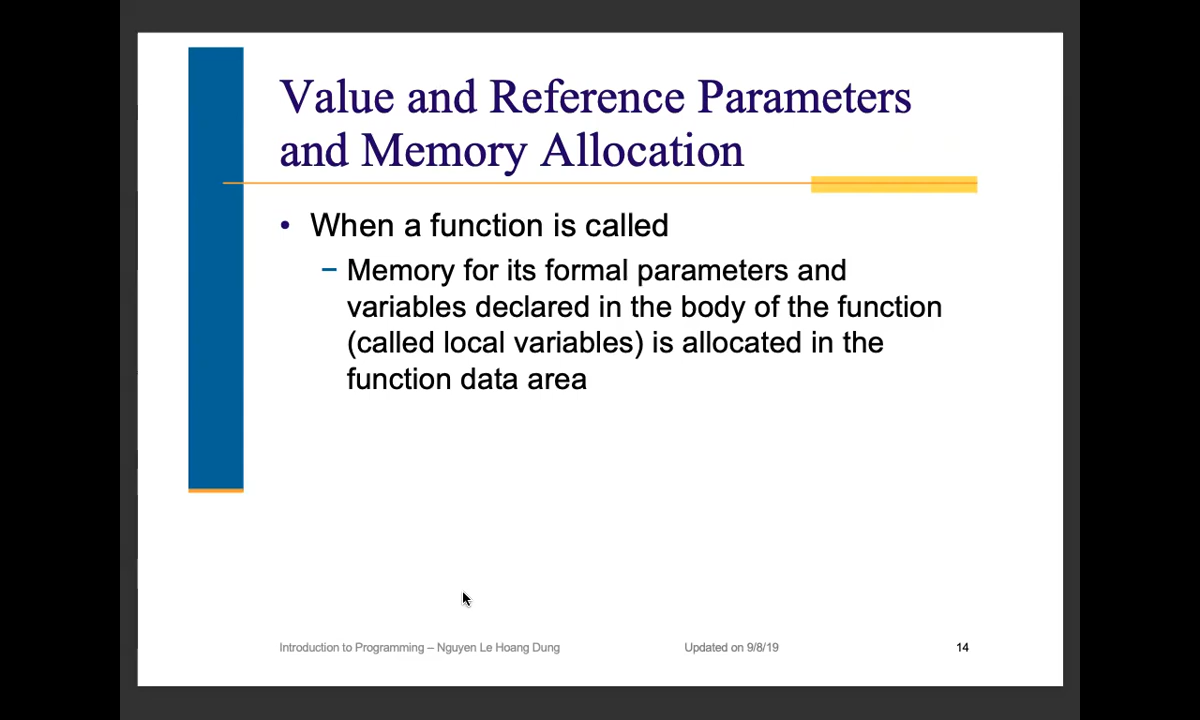 Value and Reference Parameters
and Memory Allocation
• When a function is called
– Memory for its formal parameters and
variables declared in the body of the function
(called local variables) is allocated in the
function data area
Introduction to Programming – Nguyen Le Hoang Dung Updated on 9/8/19 14